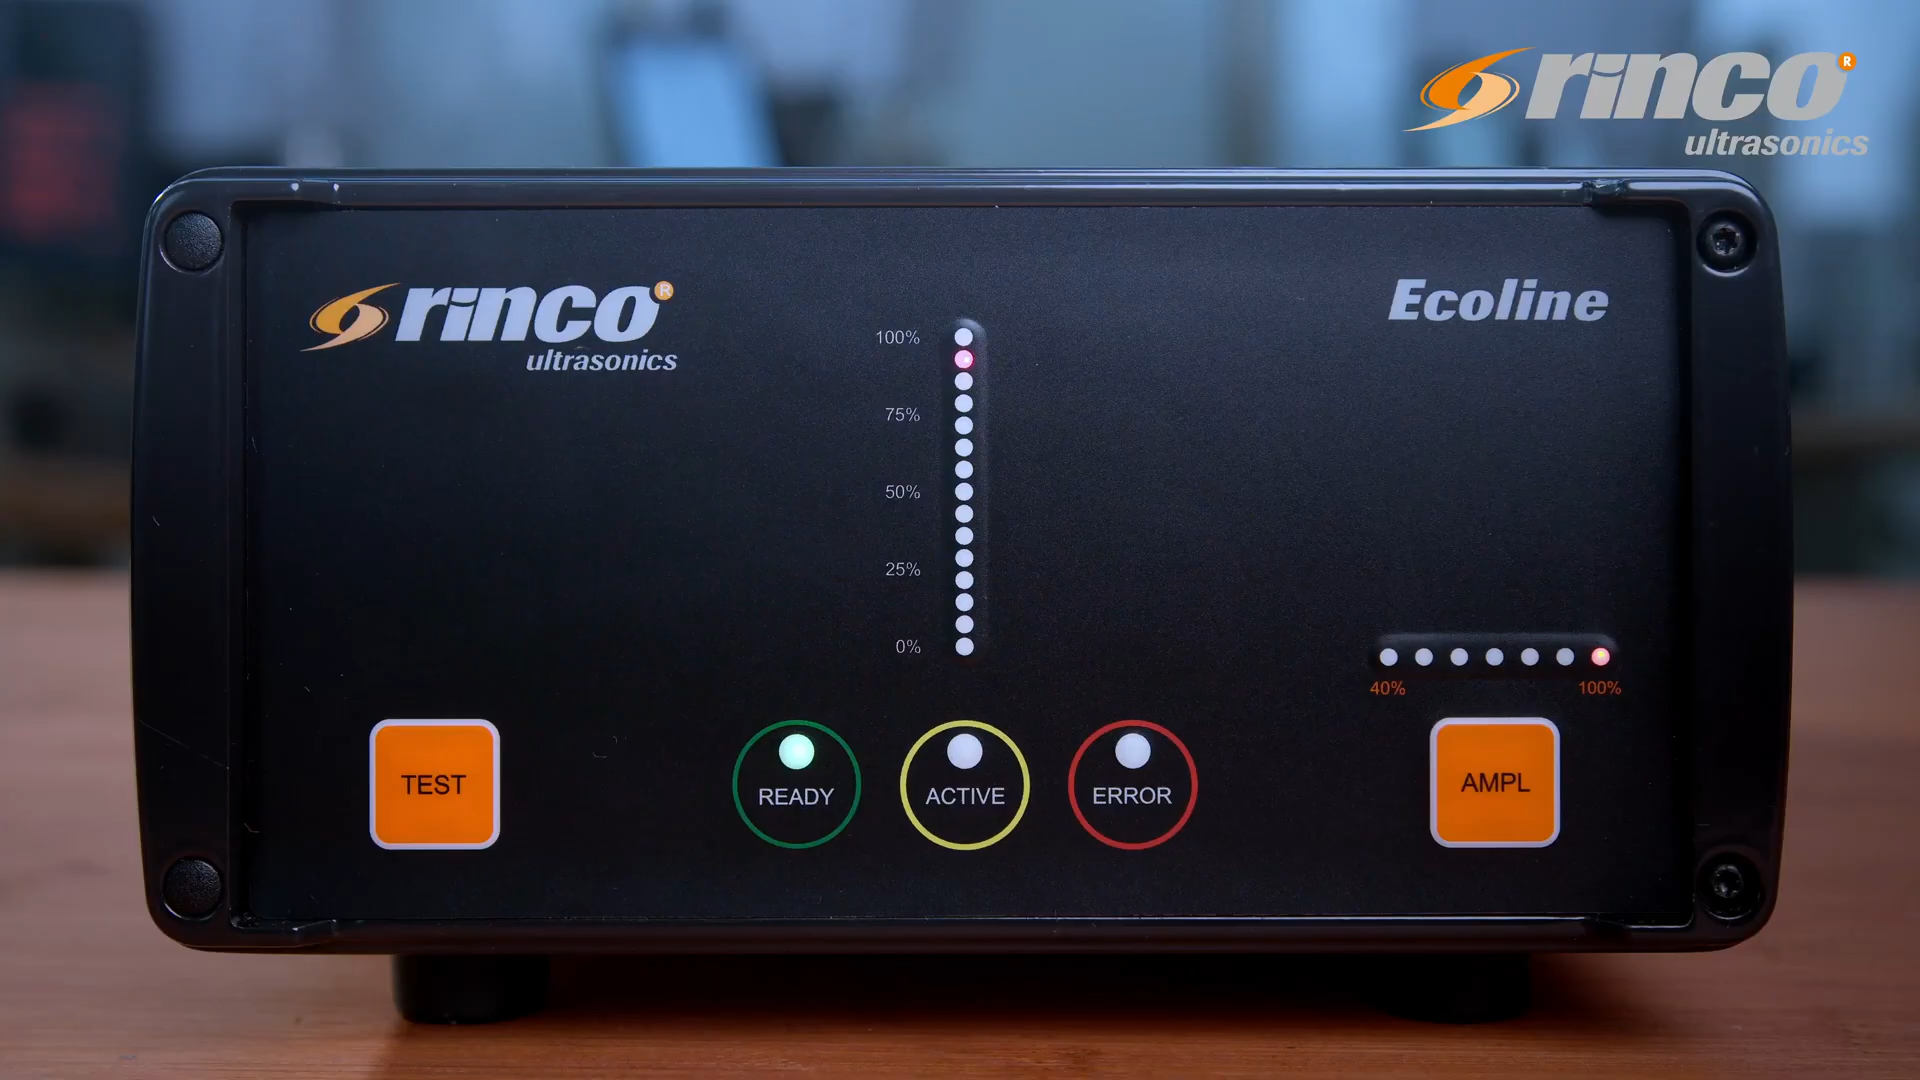 rinco®
ultrasonics
rinco®
ultrasonics
Ecoline
100%
75%
50%
25%
0%
40%
100%
TEST
READY
ACTIVE
ERROR
AMPL